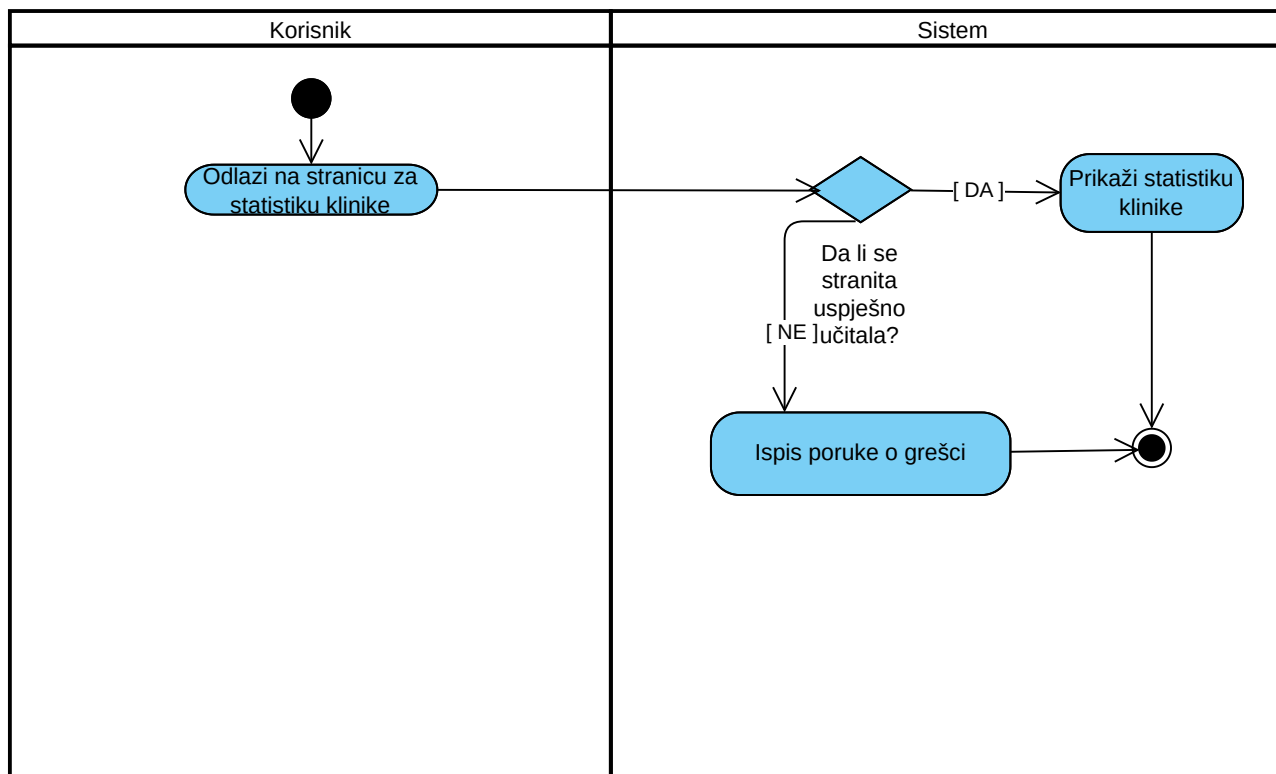 Korisnik
Sistem
Odlazi na stranicu za
statistiku klinike
[ DA ]
Prikaži statistiku
klinike
Da li se
stranita
uspješno
učitala?
[ NE ]
Ispis poruke o grešci